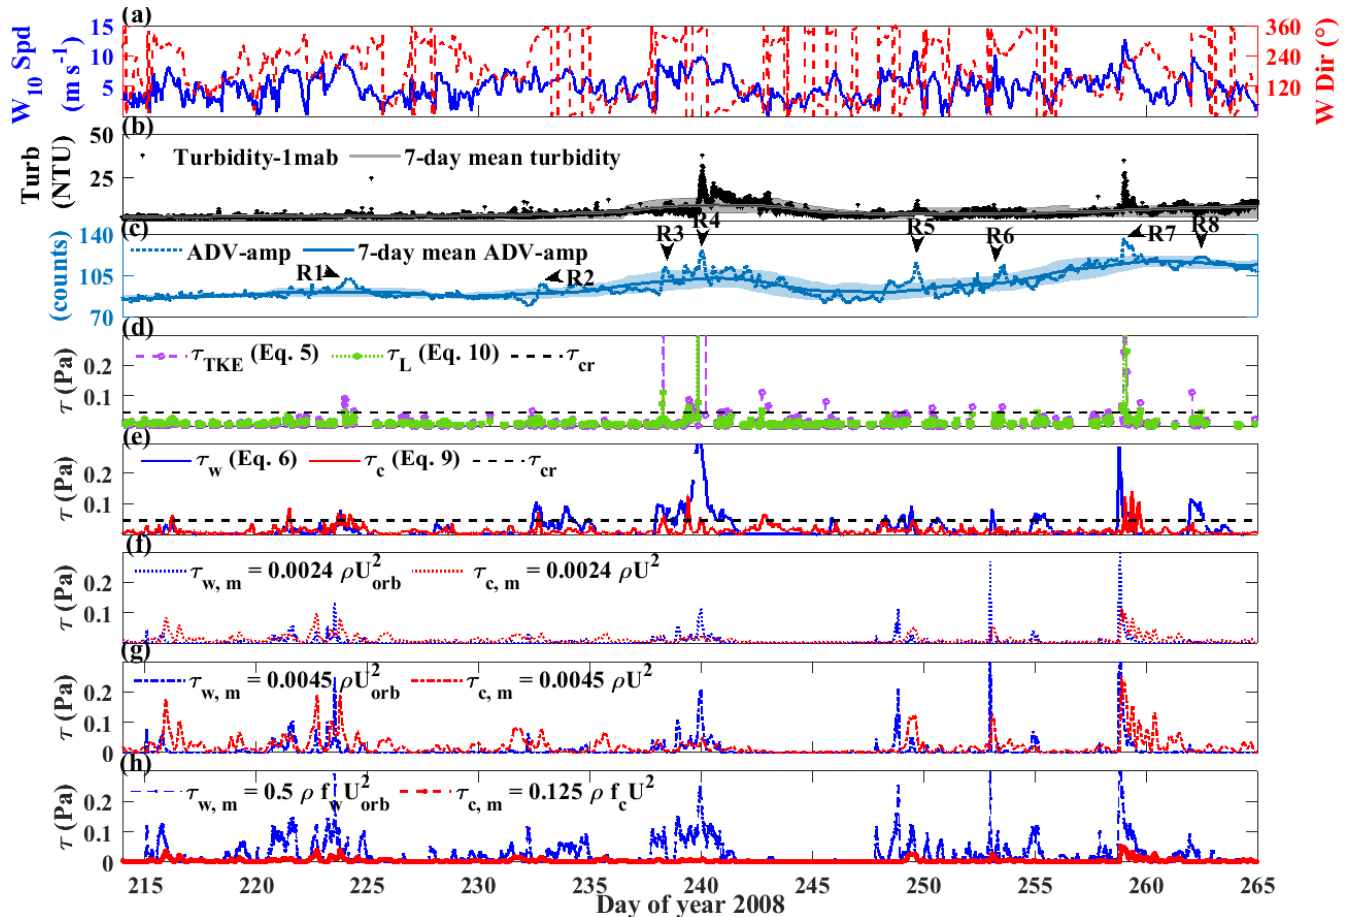 (a)
W10 Spd
(m s-1)
15
10
5
360
240
120
W Dir (°)
(b)
Turb
(NTU)
50
25
Turbidity-1mab
7-day mean turbidity
(c)
(counts)
140
105
70
ADV-amp
7-day mean ADV-amp
R1
R2
R3
R4
R5
R6
R7
R8
(d)
τ (Pa)
0.2
0.1
τTKE (Eq. 5)
τL (Eq. 10)
τcr
(e)
τ (Pa)
0.2
0.1
τw (Eq. 6)
τc (Eq. 9)
τcr
(f)
τ (Pa)
0.2
0.1
τw, m = 0.0024 ρU²orb
τc, m = 0.0024 ρU²
(g)
τ (Pa)
0.2
0.1
0
τw, m = 0.0045 ρU²orb
τc, m = 0.0045 ρU²
(h)
τ (Pa)
0.2
0.1
0
τw, m = 0.5 ρ fwU²orb
τc, m = 0.125 ρ fcU²
215 220 225 230 235 240 245 250 255 260 265
Day of year 2008